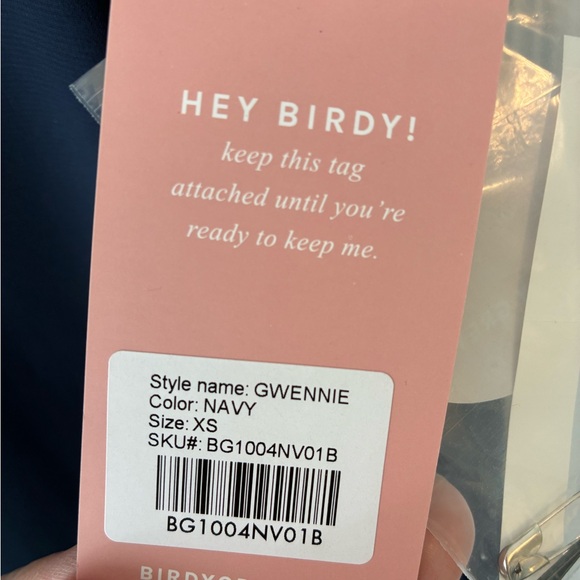 HEY BIRDY!
keep this tag
attached until you're
ready to keep me.
Style name: GWENNIE
Color: NAVY
Size: XS
SKU#: BG1004NV01B
BG1004NV01B